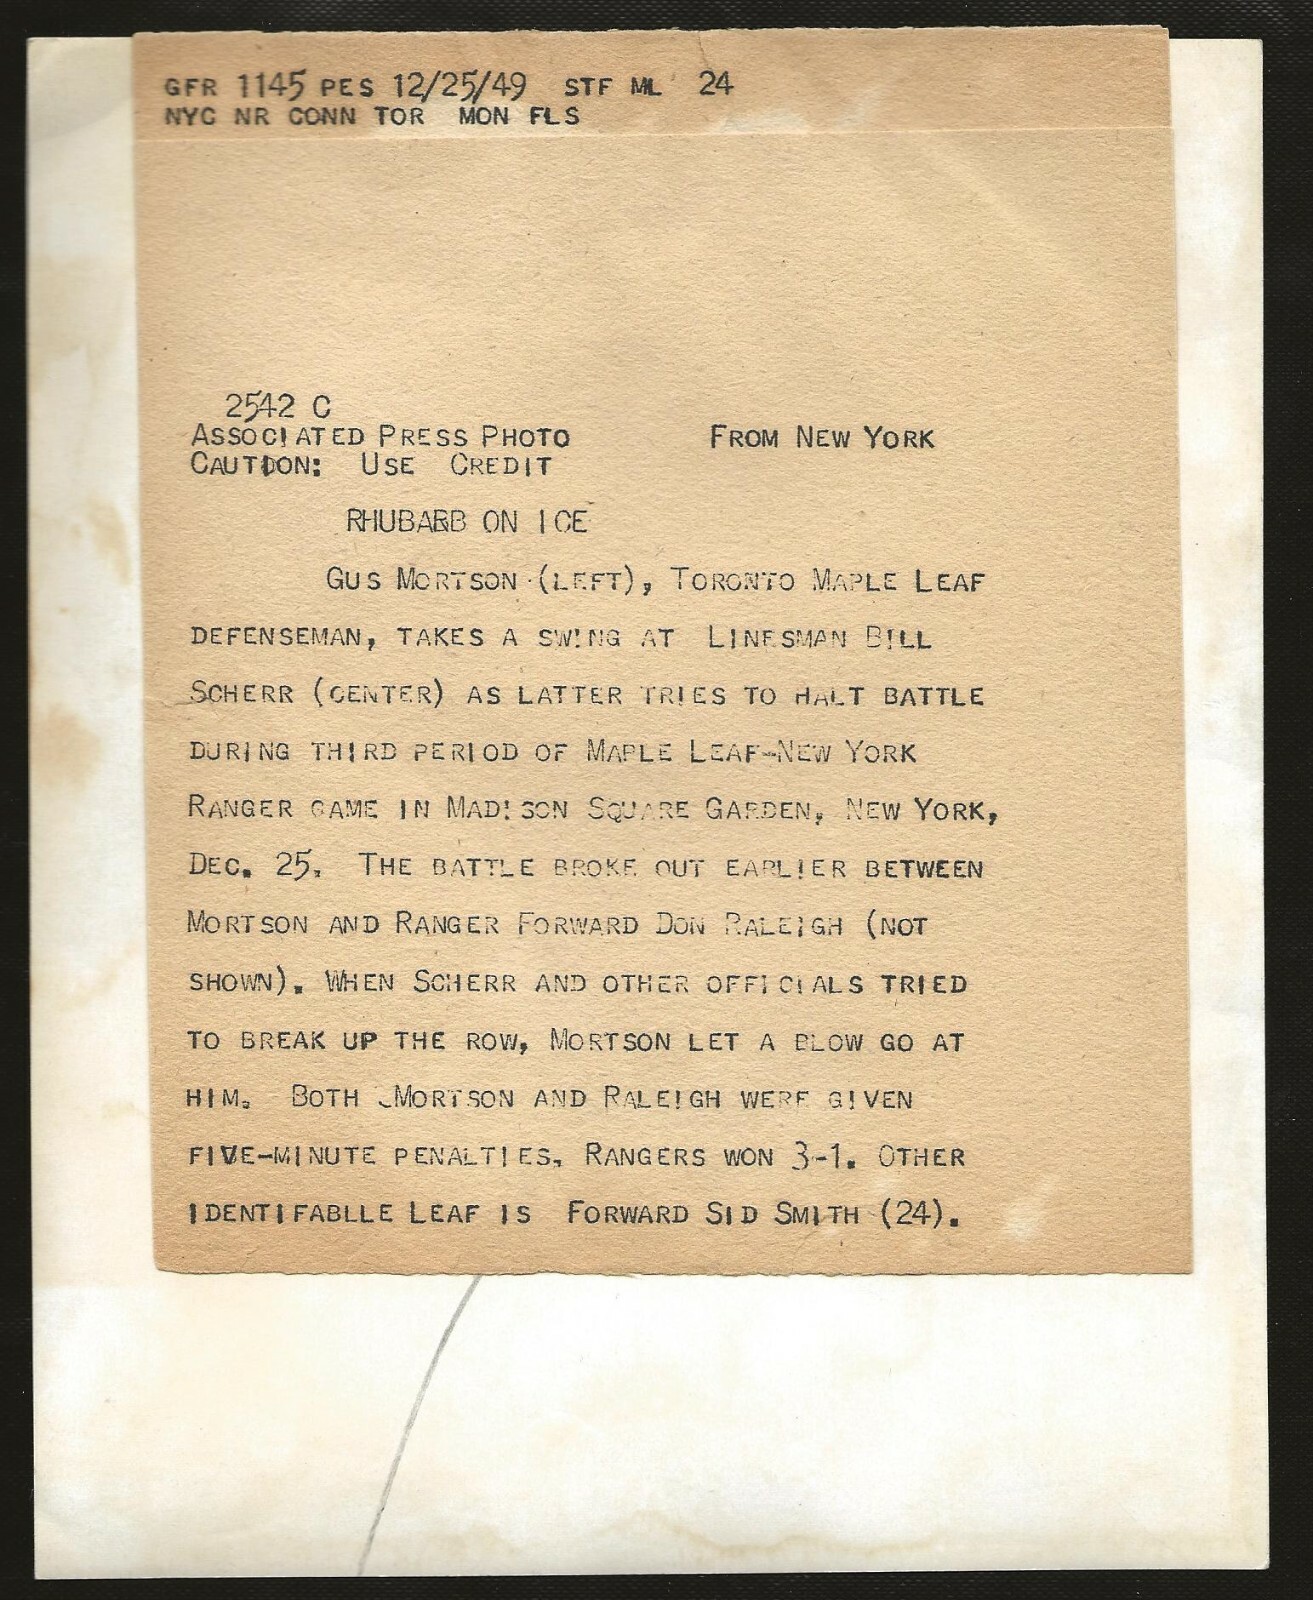 GFR 1145 PES 12/25/49 STF ML 24
NYC NR CONN TOR MON FLS
2542 C
ASSOCIATED PRESS PHOTO FROM NEW YORK
CAUTION: USE CREDIT
RHUBARB ON ICE
GUS MORTSON (LEFT), TORONTO MAPLE LEAF
DEFENSEMAN, TAKES A SWING AT LINESMAN BILL
SCHERR (CENTER) AS LATTER TRIES TO HALT BATTLE
DURING THIRD PERIOD OF MAPLE LEAF-NEW YORK
RANGER GAME IN MADISON SQUARE GARDEN, NEW YORK,
DEC. 25. THE BATTLE BROKE OUT EARLIER BETWEEN
MORTSON AND RANGER FORWARD DON RALEIGH (NOT
SHOWN). WHEN SCHERR AND OTHER OFFICIALS TRIED
TO BREAK UP THE ROW, MORTSON LET A BLOW GO AT
HIM. BOTH MORTSON AND RALEIGH WERE GIVEN
FIVE-MINUTE PENALTIES. RANGERS WON 3-1. OTHER
IDENTIFABLLE LEAF IS FORWARD SID SMITH (24).